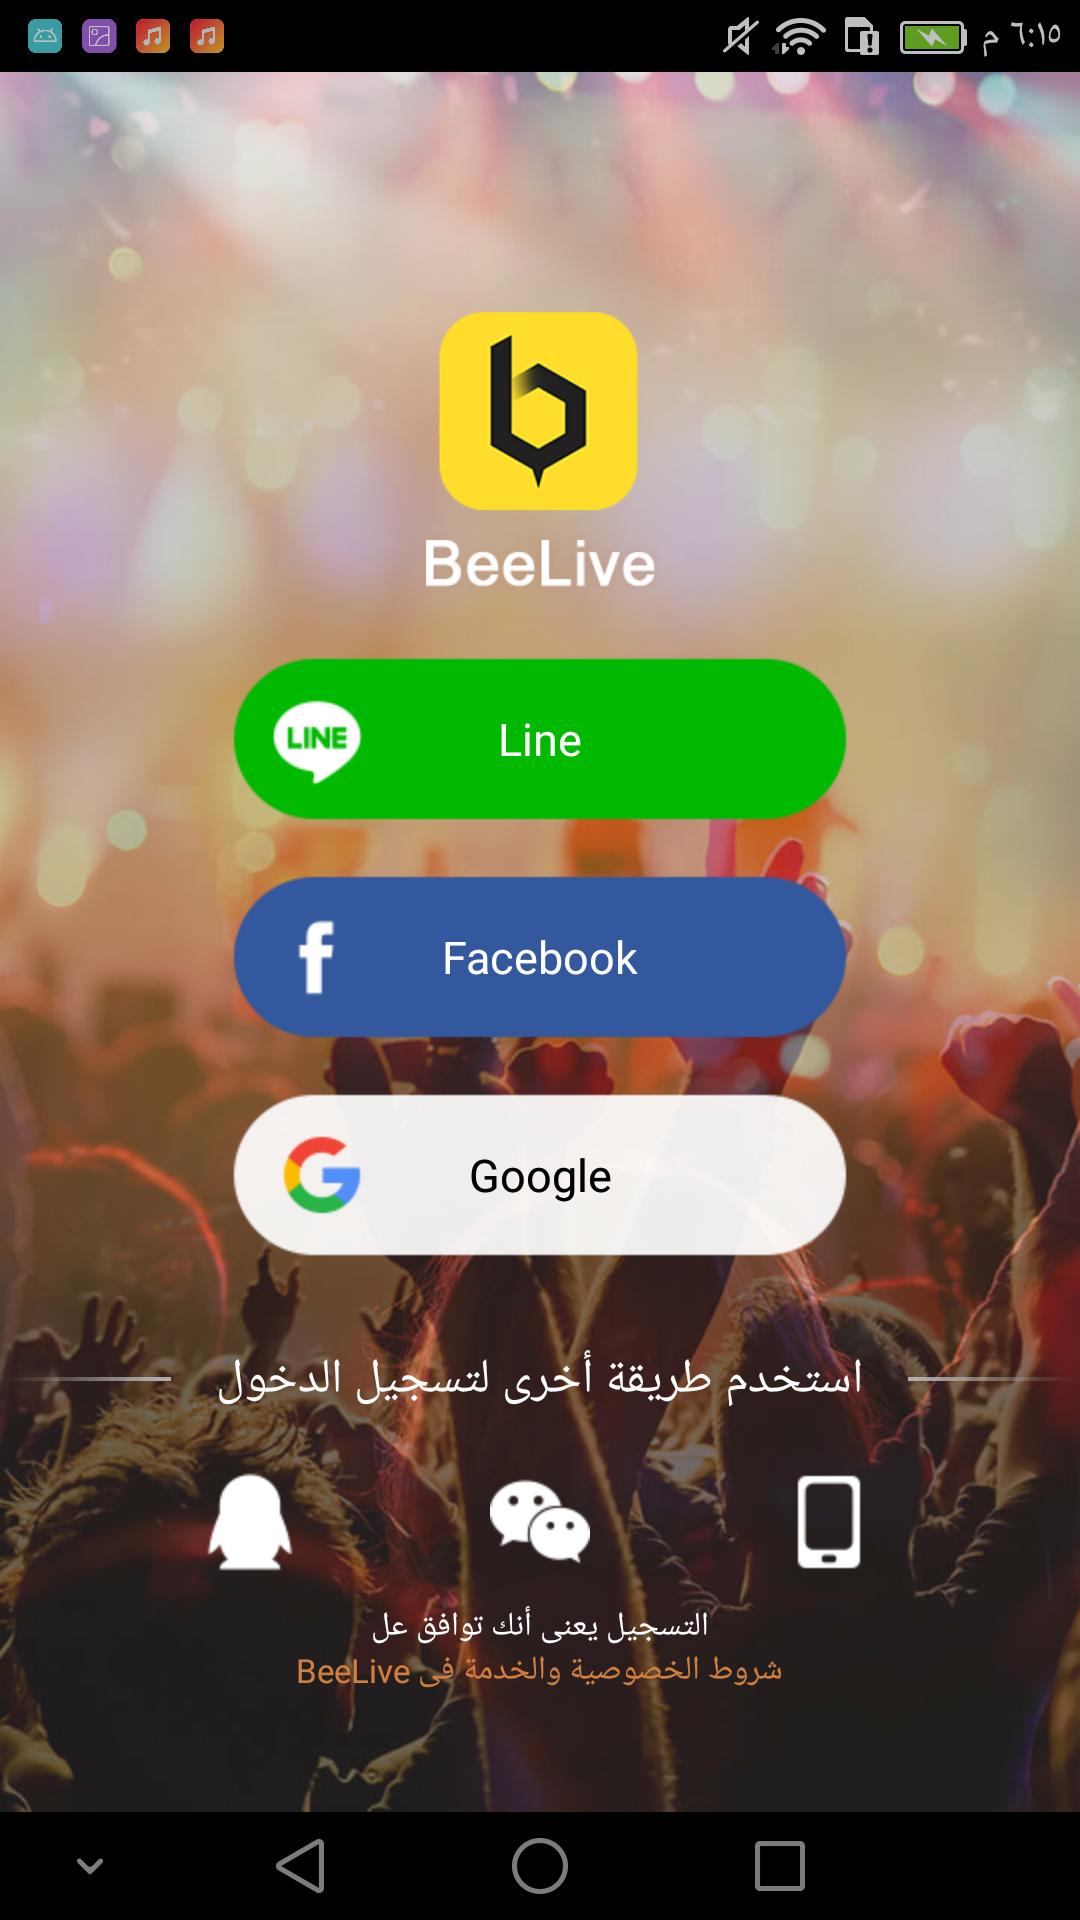 ٦:١٥ م
BeeLive
LINE
Line
Facebook
Google
استخدم طريقة أخرى لتسجيل الدخول
التسجيل يعنى أنك توافق عل
شروط الخصوصية والخدمة فى BeeLive